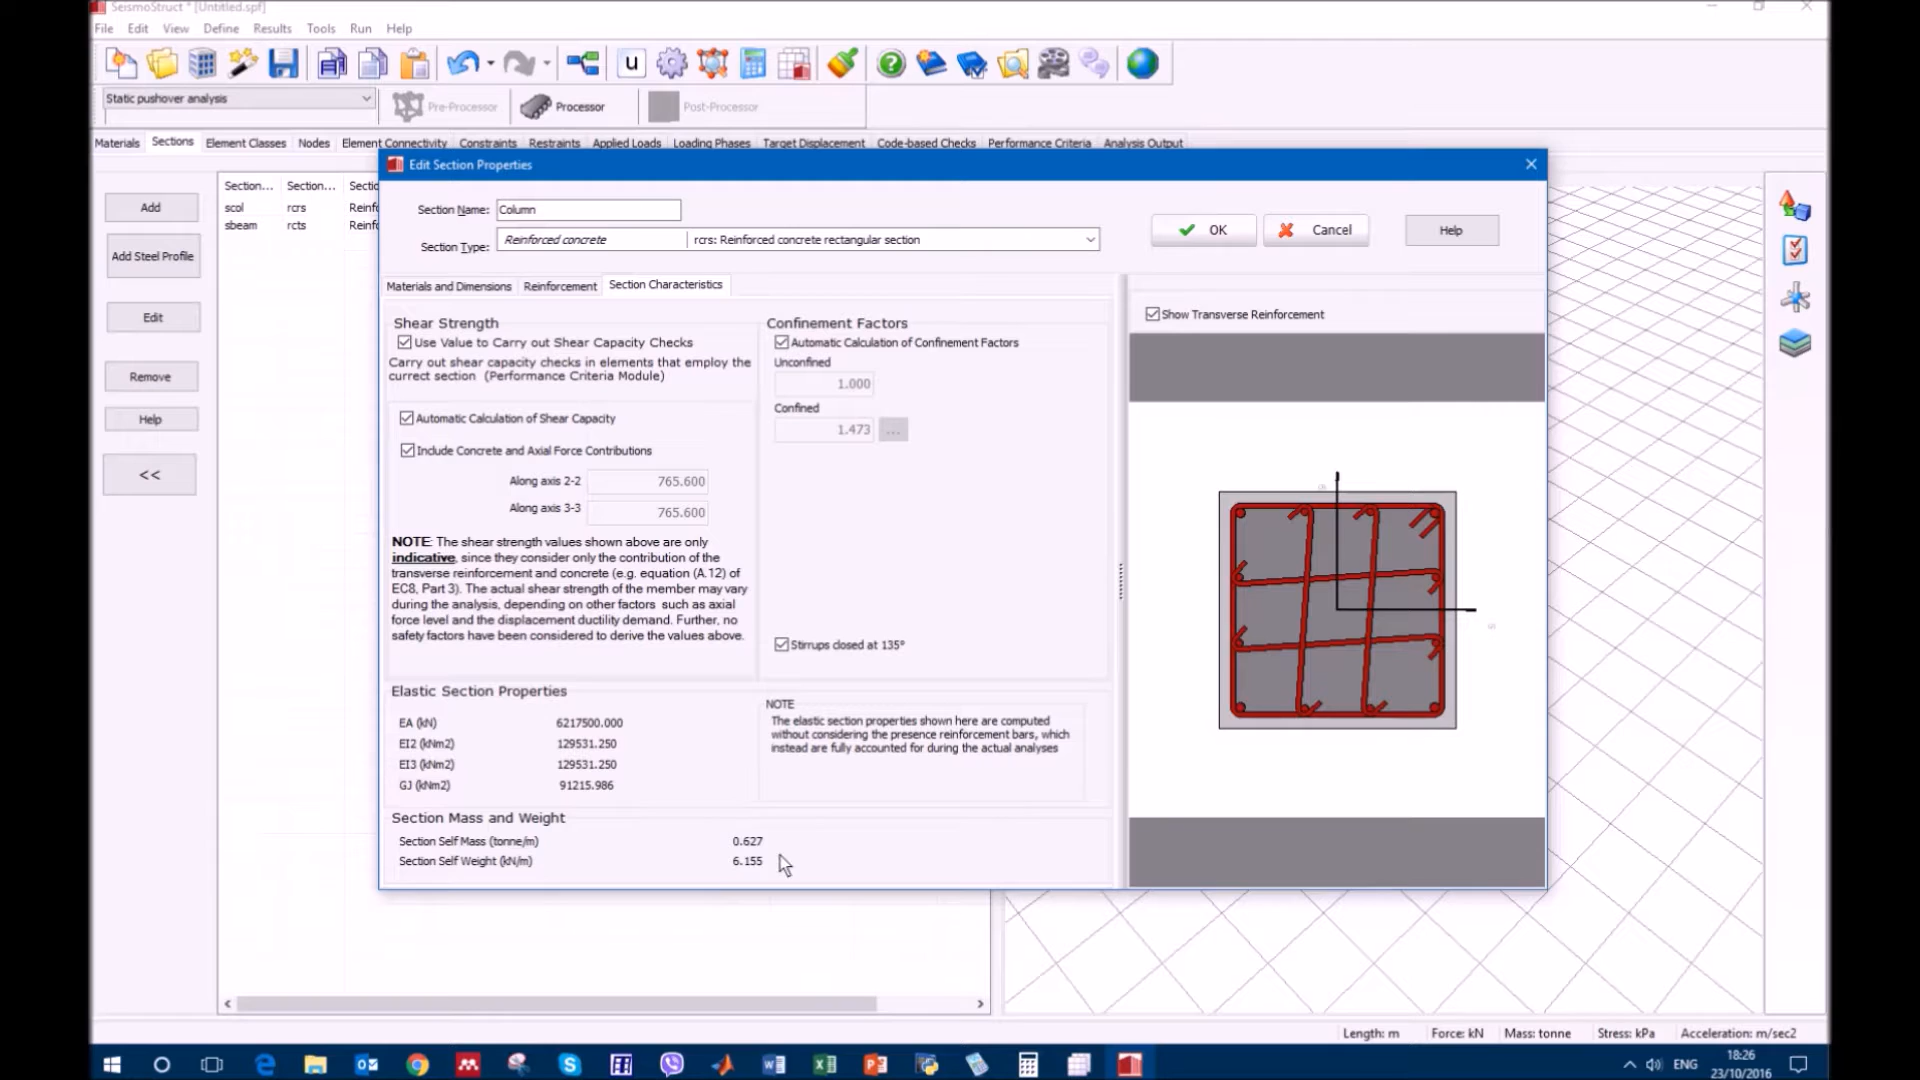 SeismoStruct * [Untitled.spf]
File Edit View Define Results Tools Run Help
u
Static pushover analysis
Pre-Processor
Processor
Post-Processor
Materials Sections Element Classes Nodes Element Connectivity Constraints Restraints Applied Loads Loading Phases Target Displacement Code-based Checks Performance Criteria Analysis Output
Add
Add Steel Profile
Edit
Remove
Help
<<
Section... Section... Sectio
scol rcrs Reinfo
sbeam rcts Reinfo
Edit Section Properties
Section Name: Column
Section Type: Reinforced concrete rcrs: Reinforced concrete rectangular section
OK
Cancel
Help
Materials and Dimensions Reinforcement Section Characteristics
Shear Strength
Use Value to Carry out Shear Capacity Checks
Carry out shear capacity checks in elements that employ the
currect section (Performance Criteria Module)
Automatic Calculation of Shear Capacity
Include Concrete and Axial Force Contributions
Along axis 2-2 765.600
Along axis 3-3 765.600
NOTE: The shear strength values shown above are only
indicative, since they consider only the contribution of the
transverse reinforcement and concrete (e.g. equation (A.12) of
EC8, Part 3). The actual shear strength of the member may vary
during the analysis, depending on other factors such as axial
force level and the displacement ductility demand. Further, no
safety factors have been considered to derive the values above.
Confinement Factors
Automatic Calculation of Confinement Factors
Unconfined
1.000
Confined
1.473 ...
Stirrups closed at 135º
Elastic Section Properties
EA (kN) 6217500.000
EI2 (kNm2) 129531.250
EI3 (kNm2) 129531.250
GJ (kNm2) 91215.986
NOTE
The elastic section properties shown here are computed
without considering the presence reinforcement bars, which
instead are fully accounted for during the actual analyses
Section Mass and Weight
Section Self Mass (tonne/m) 0.627
Section Self Weight (kN/m) 6.155
Show Transverse Reinforcement
Length: m Force: kN Mass: tonne Stress: kPa Acceleration: m/sec2
ENG
18:26
23/10/2016